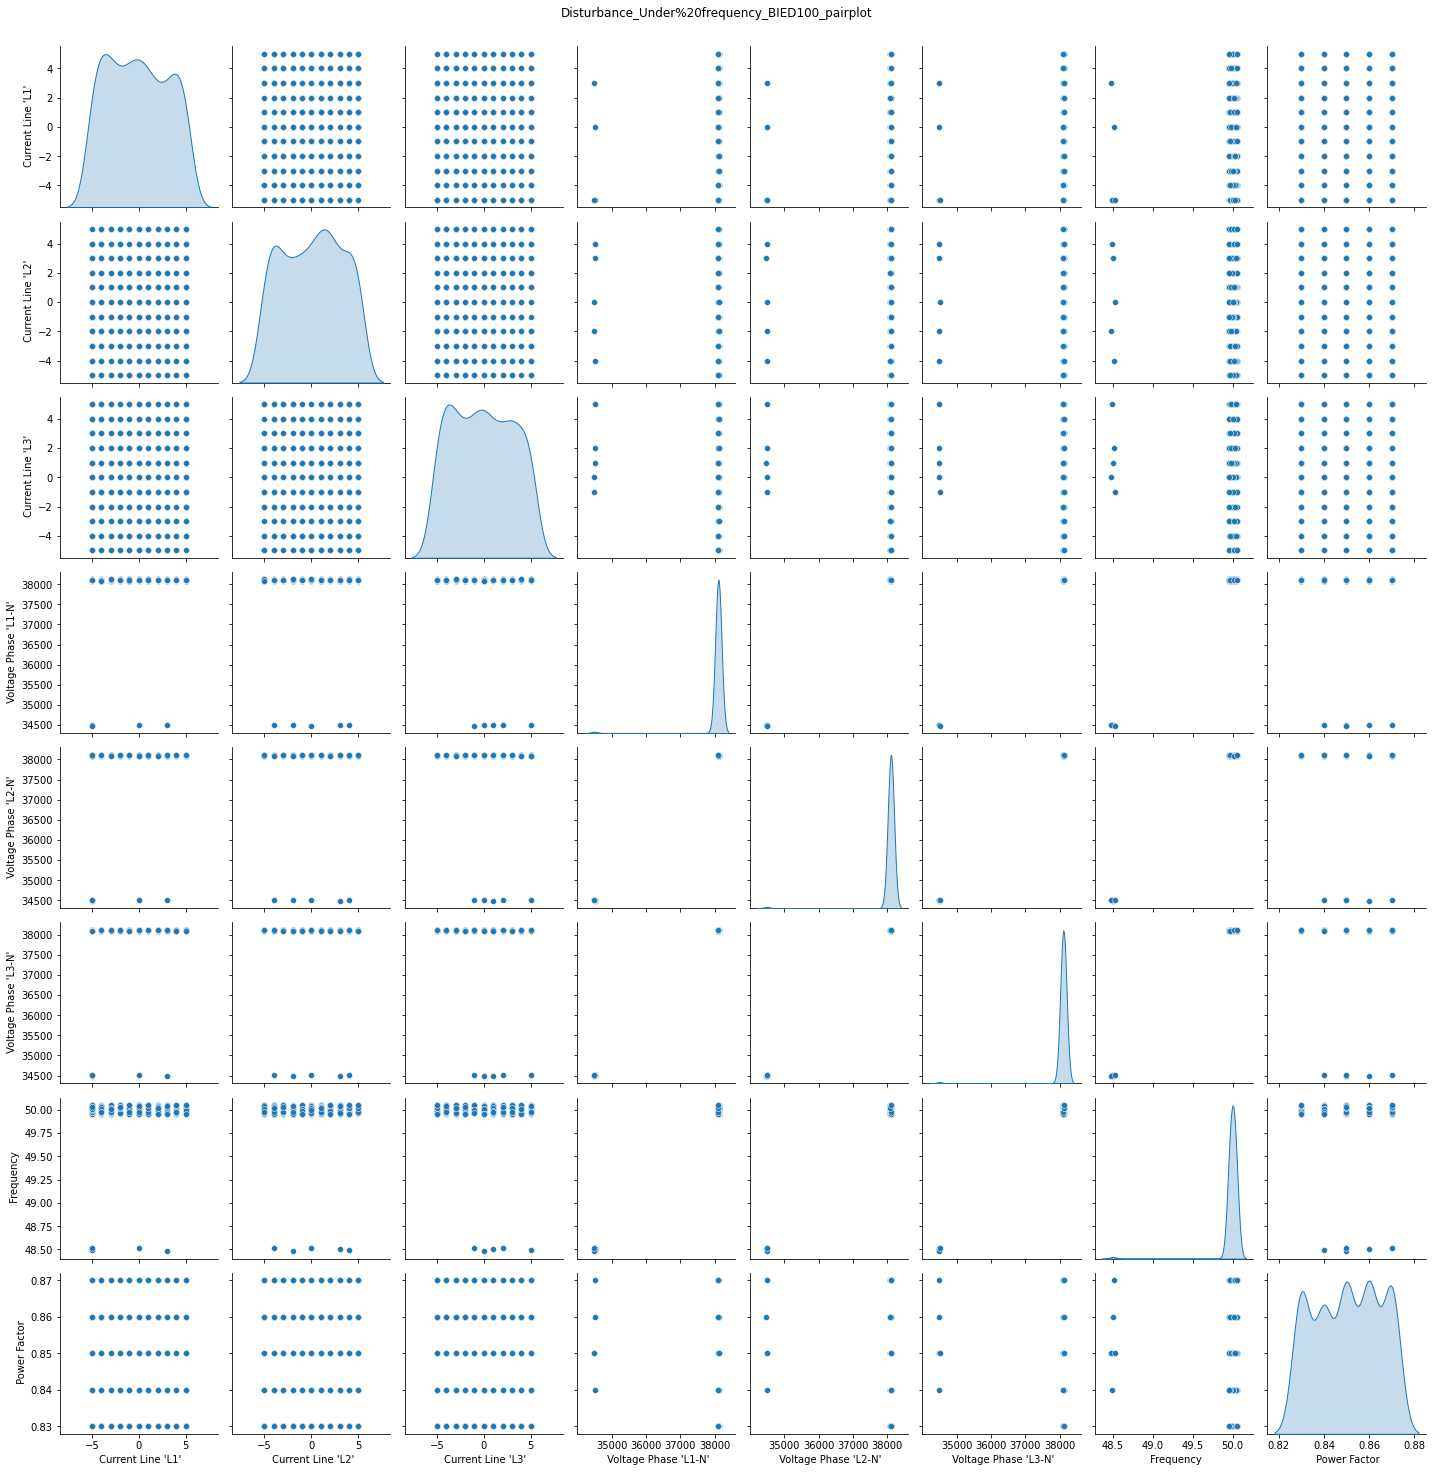 Disturbance_Under%20frequency_BIED100_pairplot
Current Line 'L1'
4
2
0
−2
−4
Current Line 'L2'
4
2
0
−2
−4
Current Line 'L3'
4
2
0
−2
−4
Voltage Phase 'L1-N'
38000
37500
37000
36500
36000
35500
35000
34500
Voltage Phase 'L2-N'
38000
37500
37000
36500
36000
35500
35000
34500
Voltage Phase 'L3-N'
38000
37500
37000
36500
36000
35500
35000
34500
Frequency
50.00
49.75
49.50
49.25
49.00
48.75
48.50
Power Factor
0.87
0.86
0.85
0.84
0.83
−5 0 5
Current Line 'L1'
−5 0 5
Current Line 'L2'
−5 0 5
Current Line 'L3'
35000 36000 37000 38000
Voltage Phase 'L1-N'
35000 36000 37000 38000
Voltage Phase 'L2-N'
35000 36000 37000 38000
Voltage Phase 'L3-N'
48.5 49.0 49.5 50.0
Frequency
0.82 0.84 0.86 0.88
Power Factor